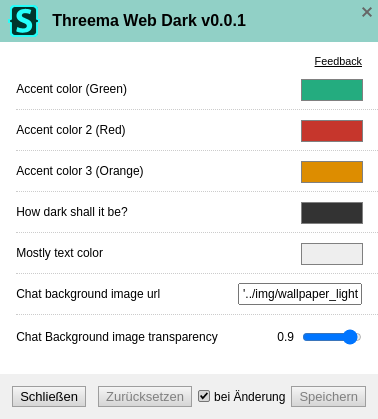 Threema Web Dark v0.0.1
Feedback
Accent color (Green)
Accent color 2 (Red)
Accent color 3 (Orange)
How dark shall it be?
Mostly text color
Chat background image url '../img/wallpaper_light
Chat Background image transparency 0.9
Schließen Zurücksetzen bei Änderung Speichern